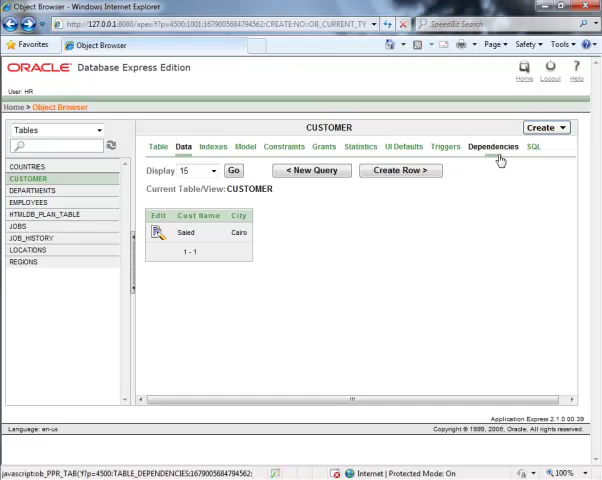 Object Browser - Windows Internet Explorer
http://127.0.0.1:8080/apex/f?p=4500:1001:1679005684794562:CREATE:NO=OB_CURRENT_TY
SpeedBit Search
Favorites
Object Browser
Page
Safety
Tools
ORACLE Database Express Edition
Home
Logout
Help
User: HR
Home > Object Browser
Tables
COUNTRIES
CUSTOMER
DEPARTMENTS
EMPLOYEES
HTMLDB_PLAN_TABLE
JOBS
JOB_HISTORY
LOCATIONS
REGIONS
CUSTOMER
Create
Table Data Indexes Model Constraints Grants Statistics UI Defaults Triggers Dependencies SQL
Display 15 Go < New Query Create Row >
Current Table/View: CUSTOMER
Edit Cust Name City
Saied Cairo
1 - 1
Application Express 2.1.0.00.39
Language: en-us
Copyright © 1999, 2006, Oracle. All rights reserved.
javascript:ob_PPR_TAB('f?p=4500:TABLE_DEPENDENCIES:1679005684794562:
Internet | Protected Mode: On
100%